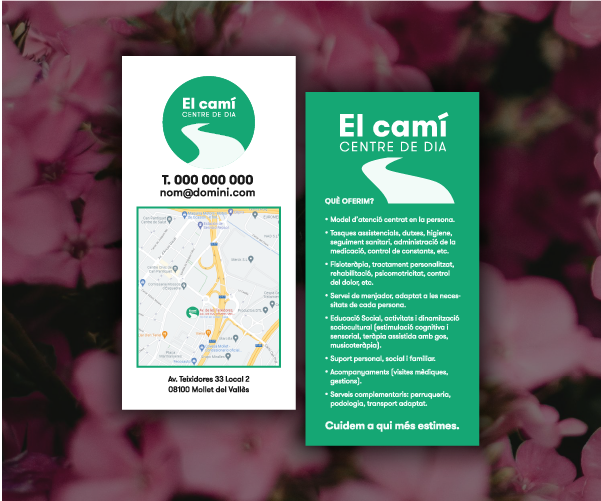 El camí
CENTRE DE DIA
T. 000 000 000
nom@domini.com
Av. Teixidores 33 Local 2
08100 Mollet del Vallès
El camí
CENTRE DE DIA
QUÈ OFERIM?
• Model d'atenció centrat en la persona.
• Tasques assistencials, dutxes, higiene,
seguiment sanitari, administració de la
medicació, control de constants, etc.
• Fisioteràpia, tractament personalitzat,
rehabilitació, psicomotricitat, control
del dolor, etc.
• Servei de menjador, adaptat a les neces-
sitats de cada persona.
• Educació Social, activitats i dinamització
sociocultural (estimulació cognitiva i
sensorial, teràpia assistida amb gos,
musicoteràpia).
• Suport personal, social i familiar.
• Acompanyaments (visites mèdiques,
gestions).
• Serveis complementaris: perruqueria,
podologia, transport adaptat.
Cuidem a qui més estimes.